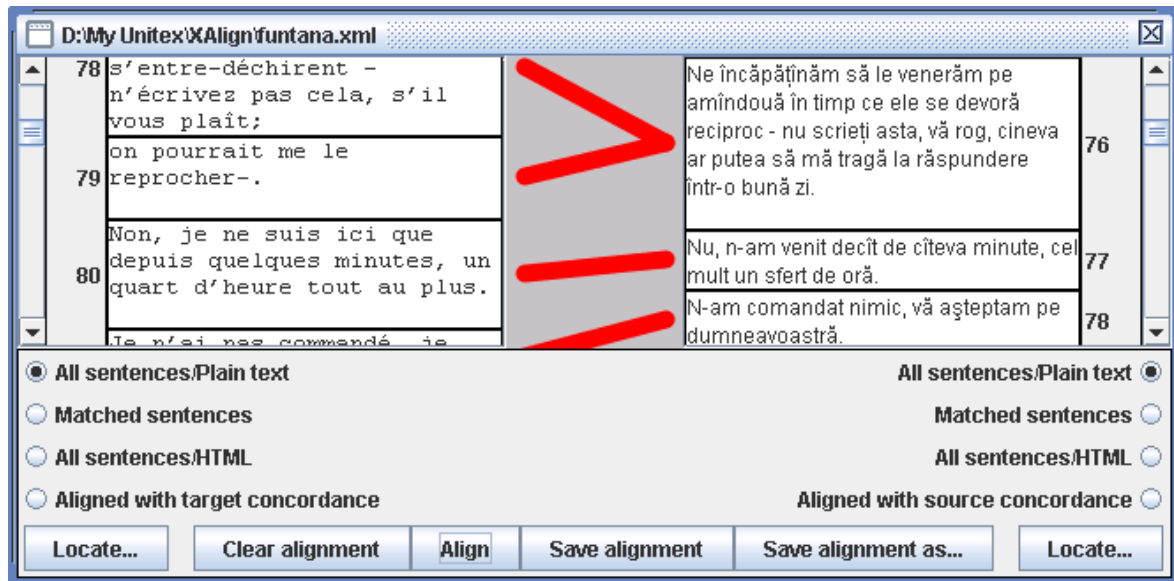 D:\My Unitex\XAlign\funtana.xml
78
s'entre-déchirent –
n'écrivez pas cela, s'il
vous plaît;
79
on pourrait me le
reprocher-.
80
Non, je ne suis ici que
depuis quelques minutes, un
quart d'heure tout au plus.
Je n'ai pas commandé, je
Ne încăpățînăm să le venerăm pe
amîndouă în timp ce ele se devoră
reciproc - nu scrieți asta, vă rog, cineva
ar putea să mă tragă la răspundere
într-o bună zi.
76
Nu, n-am venit decît de cîteva minute, cel
mult un sfert de oră.
77
N-am comandat nimic, vă aşteptam pe
dumneavoastră.
78
All sentences/Plain text
Matched sentences
All sentences/HTML
Aligned with target concordance
All sentences/Plain text
Matched sentences
All sentences/HTML
Aligned with source concordance
Locate...
Clear alignment
Align
Save alignment
Save alignment as...
Locate...